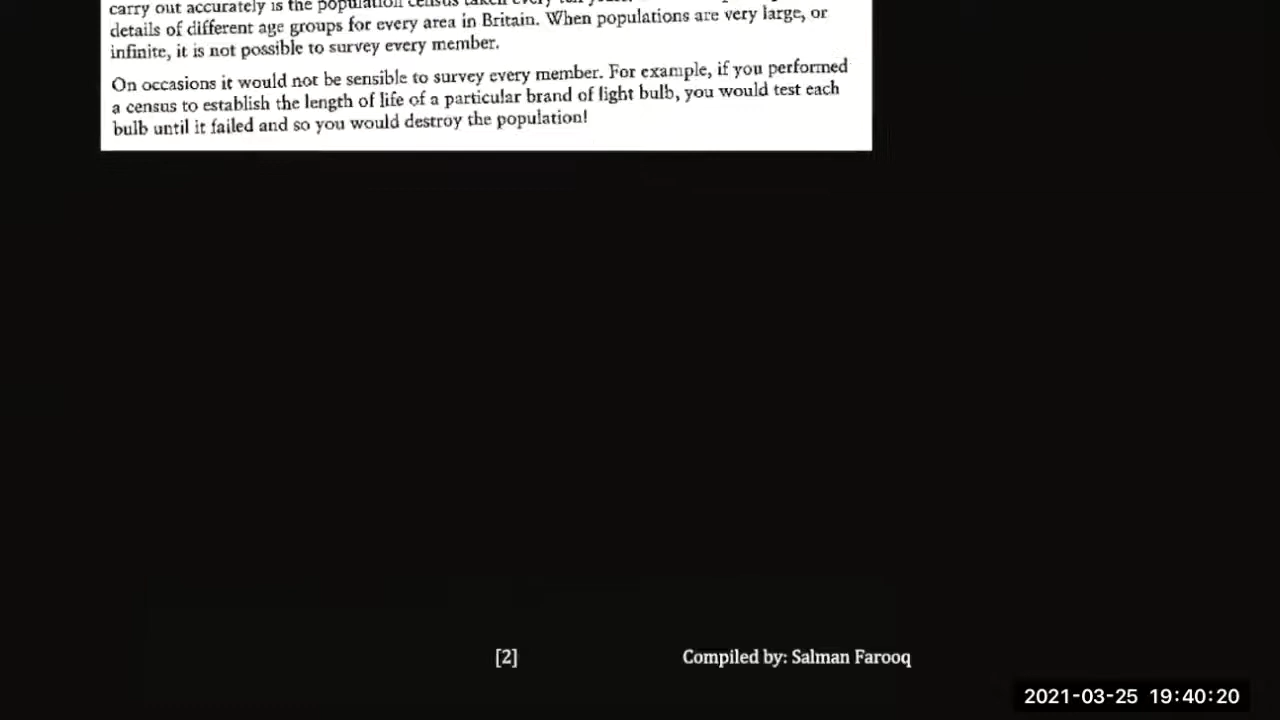 carry out accurately is the population census taken every ten
details of different age groups for every area in Britain. When populations are very large, or
infinite, it is not possible to survey every member.
On occasions it would not be sensible to survey every member. For example, if you performed
a census to establish the length of life of a particular brand of light bulb, you would test each
bulb until it failed and so you would destroy the population!
[2]
Compiled by: Salman Farooq
2021-03-25 19:40:20